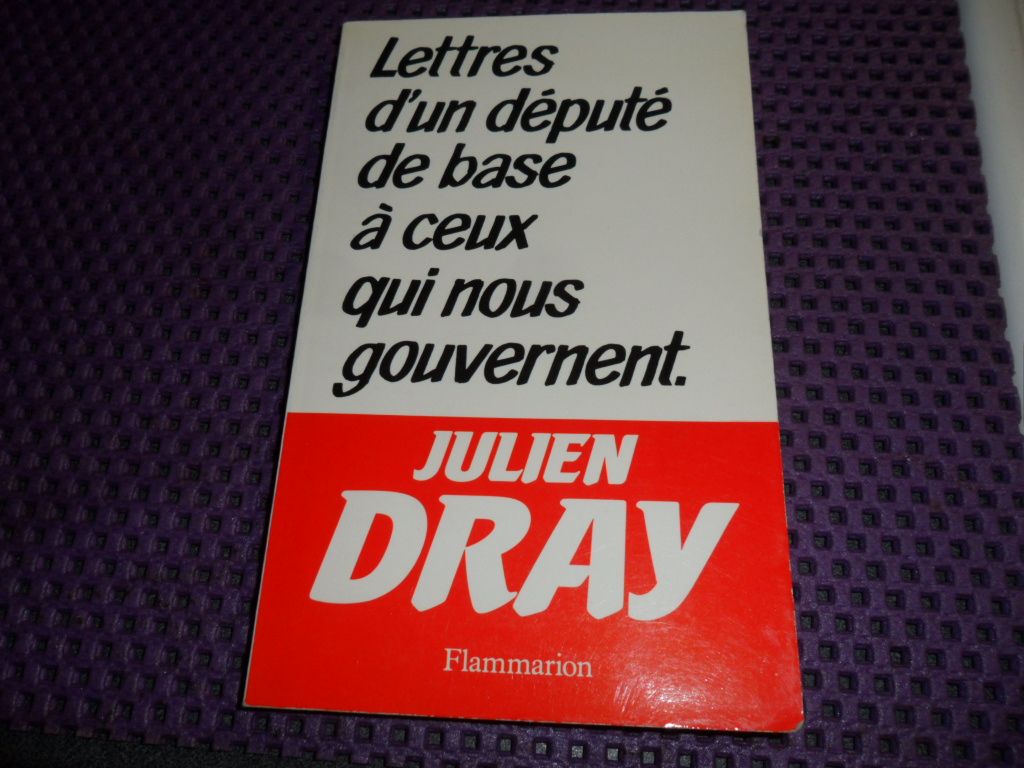 Lettres
d'un député
de base
à ceux
qui nous
gouvernent.
JULIEN
DRAY
Flammarion